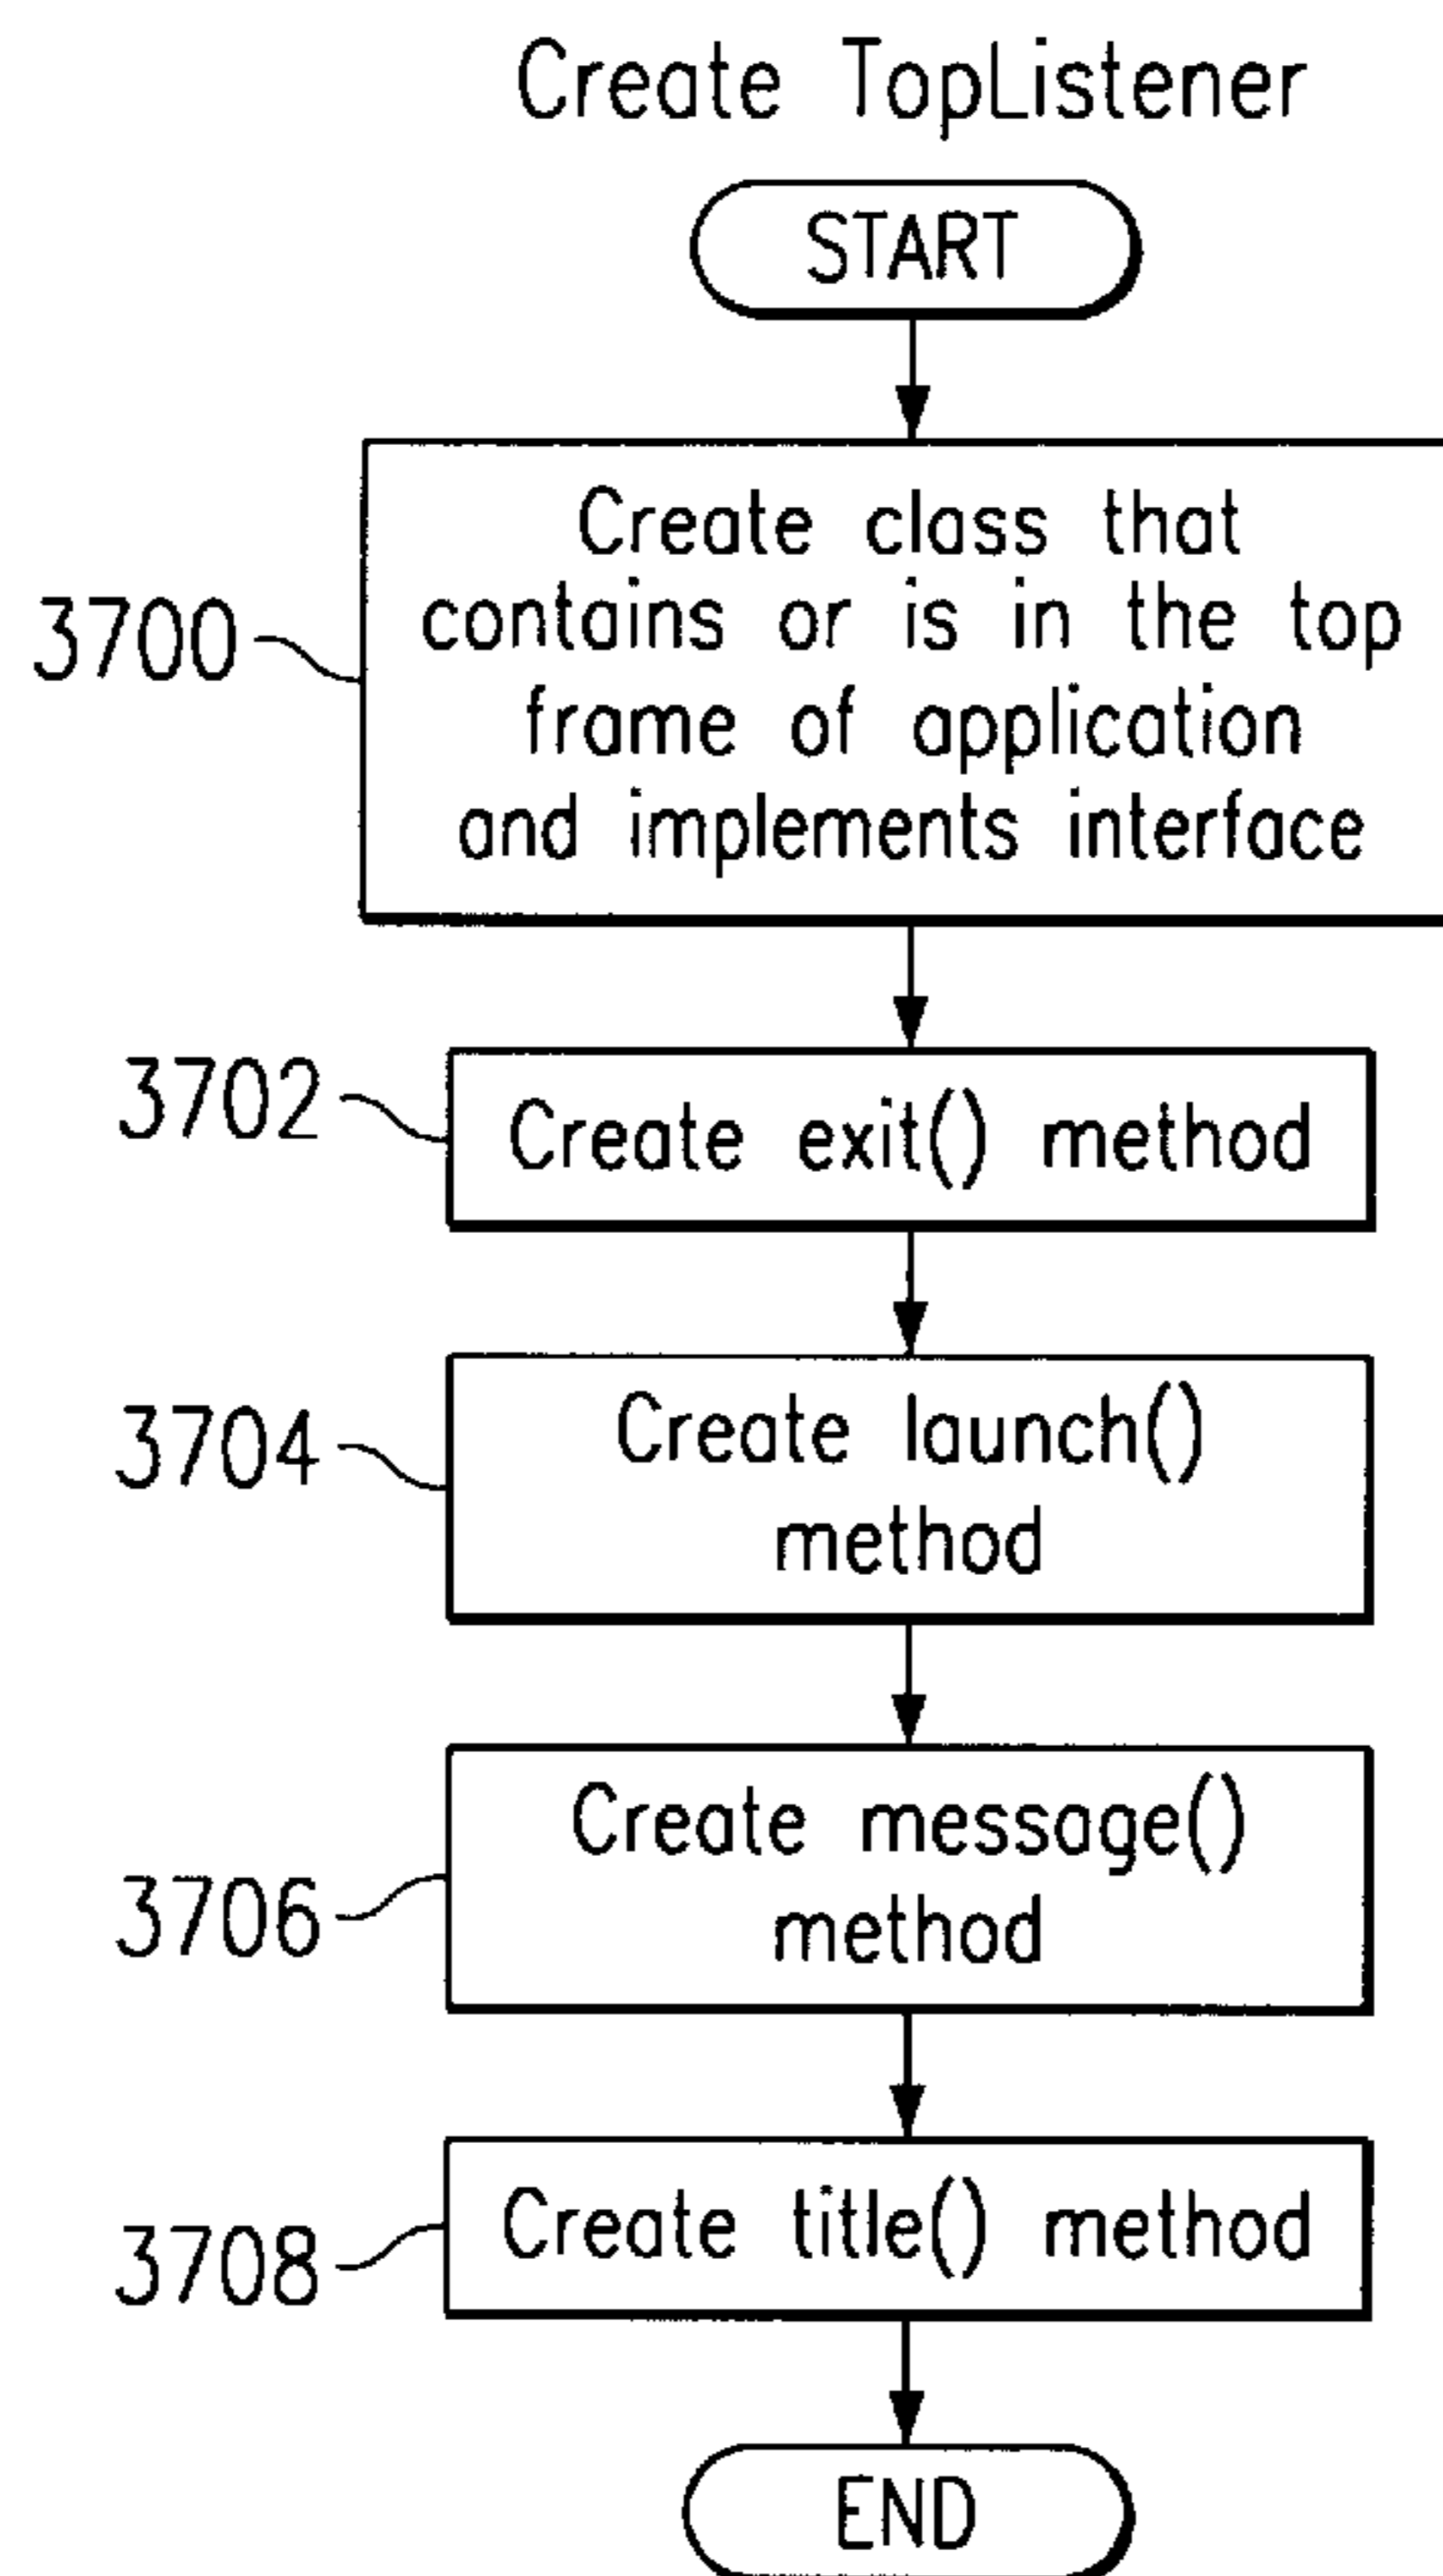 Create TopListener
START
3700
Create class that
contains or is in the top
frame of application
and implements interface
3702
Create exit() method
3704
Create launch()
method
3706
Create message()
method
3708
Create title() method
END